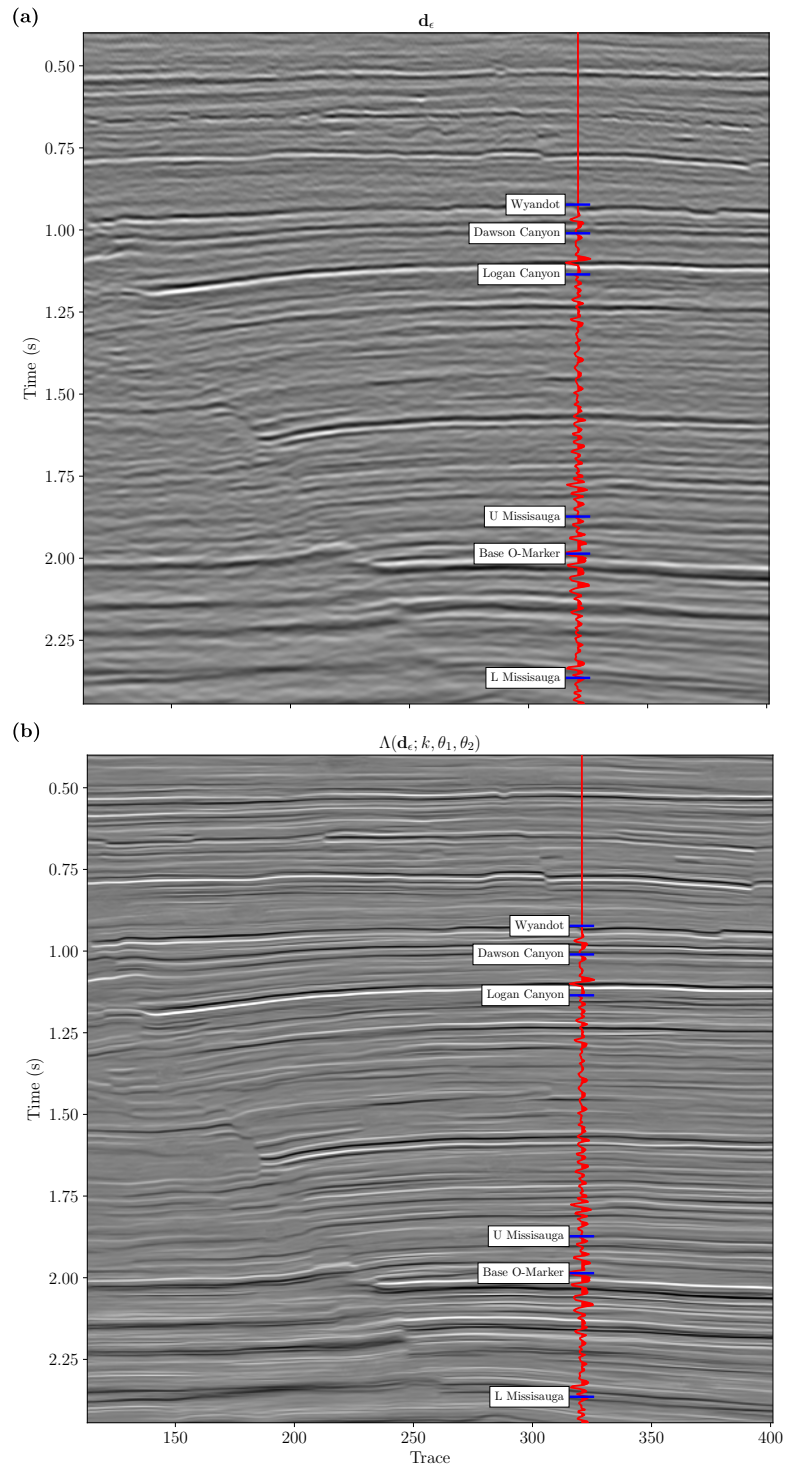 (a)
𝐝_ϵ
0.50
0.75
1.00
1.25
1.50
1.75
2.00
2.25
Time (s)
Wyandot
Dawson Canyon
Logan Canyon
U Missisauga
Base O-Marker
L Missisauga
(b)
Λ(𝐝_ϵ; k, θ₁, θ₂)
0.50
0.75
1.00
1.25
1.50
1.75
2.00
2.25
Time (s)
Wyandot
Dawson Canyon
Logan Canyon
U Missisauga
Base O-Marker
L Missisauga
150 200 250 300 350 400
Trace